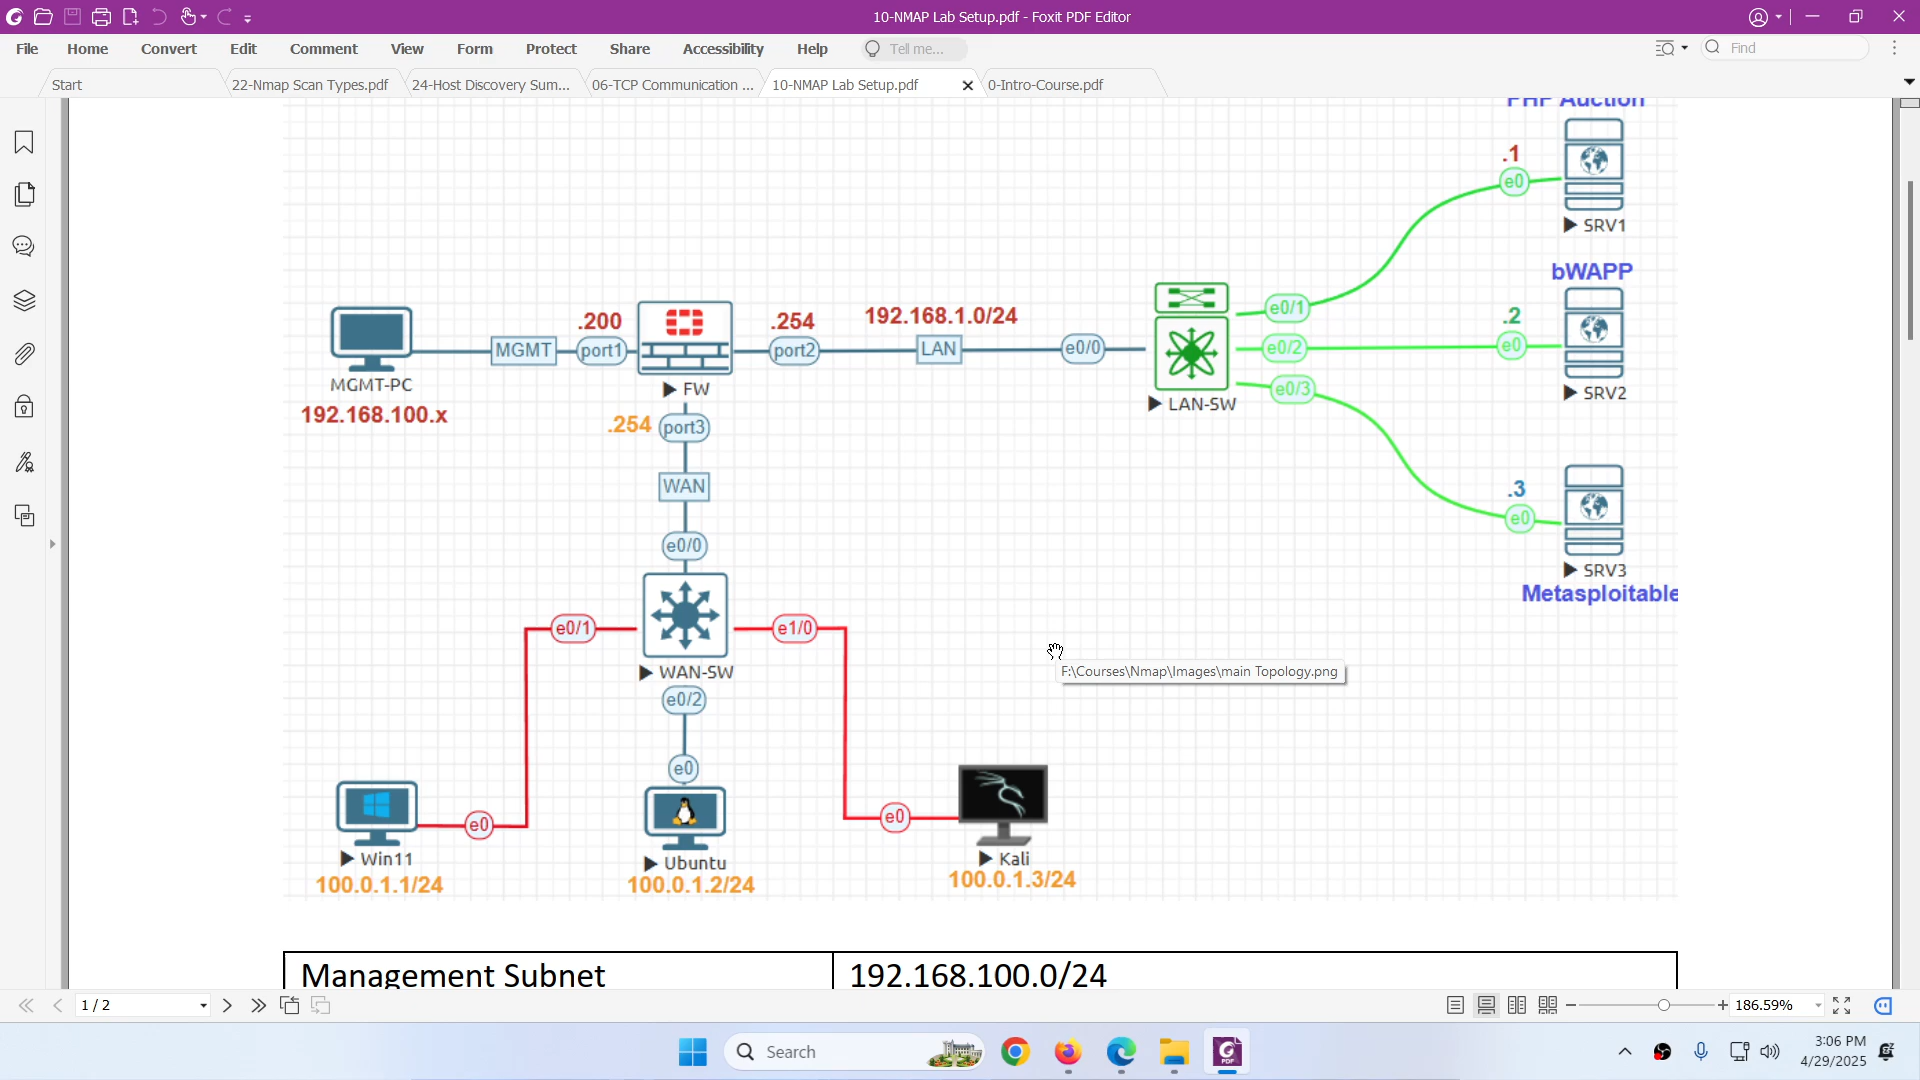 10-NMAP Lab Setup.pdf - Foxit PDF Editor
File Home Convert Edit Comment View Form Protect Share Accessibility Help Tell me... Find
Start 22-Nmap Scan Types.pdf 24-Host Discovery Sum... 06-TCP Communication ... 10-NMAP Lab Setup.pdf 0-Intro-Course.pdf
PHP Auction
.1
e0
SRV1
bWAPP
192.168.1.0/24
.200 .254
e0/1
.2
MGMT port1 port2 LAN e0/0 e0/2 e0
MGMT-PC FW e0/3 SRV2
192.168.100.x LAN-SW
.254 port3
WAN
.3
e0
e0/0
SRV3
Metasploitable
e0/1 e1/0
WAN-SW
F:\Courses\Nmap\Images\main Topology.png
e0/2
e0
e0 e0
Win11 Ubuntu Kali
100.0.1.1/24 100.0.1.2/24 100.0.1.3/24
Management Subnet 192.168.100.0/24
1 / 2 186.59%
Search
PDF
3:06 PM
4/29/2025